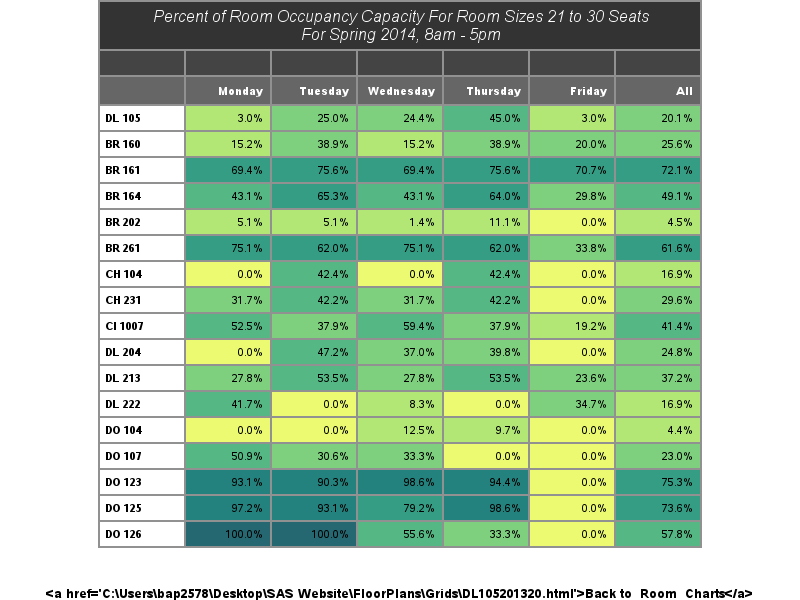 Percent of Room Occupancy Capacity For Room Sizes 21 to 30 Seats
For Spring 2014, 8am - 5pm
Monday Tuesday Wednesday Thursday Friday All
DL 105 3.0% 25.0% 24.4% 45.0% 3.0% 20.1%
BR 160 15.2% 38.9% 15.2% 38.9% 20.0% 25.6%
BR 161 69.4% 75.6% 69.4% 75.6% 70.7% 72.1%
BR 164 43.1% 65.3% 43.1% 64.0% 29.8% 49.1%
BR 202 5.1% 5.1% 1.4% 11.1% 0.0% 4.5%
BR 261 75.1% 62.0% 75.1% 62.0% 33.8% 61.6%
CH 104 0.0% 42.4% 0.0% 42.4% 0.0% 16.9%
CH 231 31.7% 42.2% 31.7% 42.2% 0.0% 29.6%
CI 1007 52.5% 37.9% 59.4% 37.9% 19.2% 41.4%
DL 204 0.0% 47.2% 37.0% 39.8% 0.0% 24.8%
DL 213 27.8% 53.5% 27.8% 53.5% 23.6% 37.2%
DL 222 41.7% 0.0% 8.3% 0.0% 34.7% 16.9%
DO 104 0.0% 0.0% 12.5% 9.7% 0.0% 4.4%
DO 107 50.9% 30.6% 33.3% 0.0% 0.0% 23.0%
DO 123 93.1% 90.3% 98.6% 94.4% 0.0% 75.3%
DO 125 97.2% 93.1% 79.2% 98.6% 0.0% 73.6%
DO 126 100.0% 100.0% 55.6% 33.3% 0.0% 57.8%
<a href='C:\Users\bap2578\Desktop\SAS Website\FloorPlans\Grids\DL105201320.html'>Back to Room Charts</a>